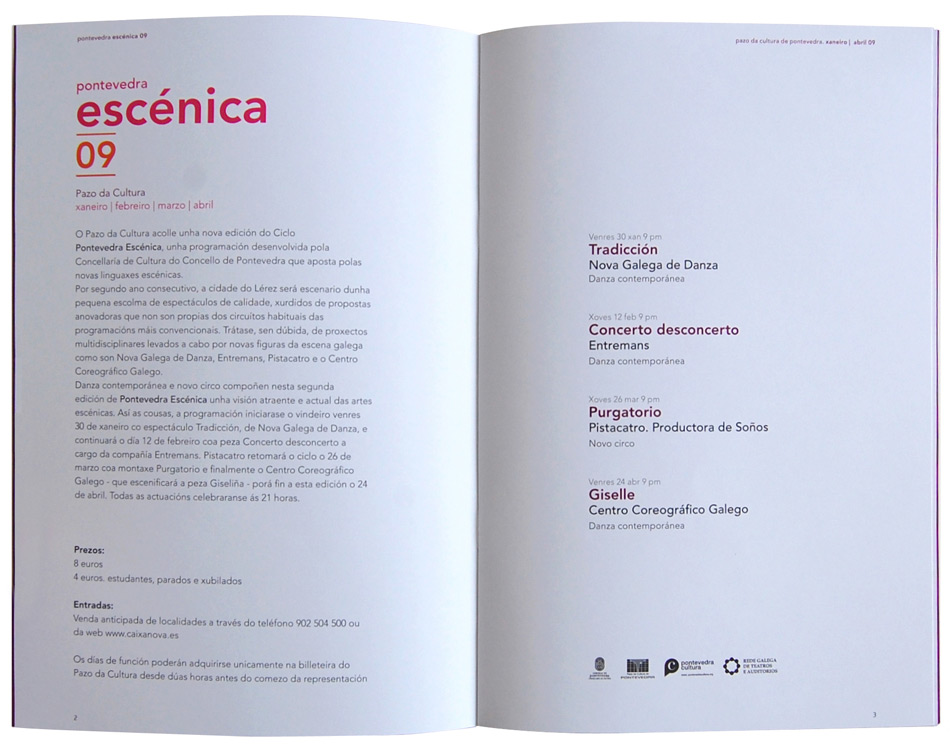 pontevedra escénica 09
pontevedra
escénica
09
Pazo da Cultura
xaneiro | febreiro | marzo | abril
O Pazo da Cultura acolle unha nova edición do Ciclo
Pontevedra Escénica, unha programación desenvolvida pola
Concellaría de Cultura do Concello de Pontevedra que aposta polas
novas linguaxes escénicas.
Por segundo ano consecutivo, a cidade do Lérez será escenario dunha
pequena escolma de espectáculos de calidade, xurdidos de propostas
anovadoras que non son propias dos circuítos habituais das
programacións máis convencionais. Trátase, sen dúbida, de proxectos
multidisciplinares levados a cabo por novas figuras da escena galega
como son Nova Galega de Danza, Entremans, Pistacatro e o Centro
Coreográfico Galego.
Danza contemporánea e novo circo compoñen nesta segunda
edición de Pontevedra Escénica unha visión atraente e actual das artes
escénicas. Así as cousas, a programación iniciarase o vindeiro venres
30 de xaneiro co espectáculo Tradicción, de Nova Galega de Danza, e
continuará o día 12 de febreiro coa peza Concerto desconcerto a
cargo da compañía Entremans. Pistacatro retomará o ciclo o 26 de
marzo coa montaxe Purgatorio e finalmente o Centro Coreográfico
Galego - que escenificará a peza Giseliña - porá fin a esta edición o 24
de abril. Todas as actuacións celebraranse ás 21 horas.
Prezos:
8 euros
4 euros. estudantes, parados e xubilados
Entradas:
Venda anticipada de localidades a través do teléfono 902 504 500 ou
da web www.caixanova.es
Os días de función poderán adquirirse unicamente na billeteira do
Pazo da Cultura desde dúas horas antes do comezo da representación
2
pazo da cultura de pontevedra. xaneiro | abril 09
Venres 30 xan 9 pm
Tradicción
Nova Galega de Danza
Danza contemporánea
Xoves 12 feb 9 pm
Concerto desconcerto
Entremans
Danza contemporánea
Xoves 26 mar 9 pm
Purgatorio
Pistacatro. Productora de Soños
Novo circo
Venres 24 abr 9 pm
Giselle
Centro Coreográfico Galego
Danza contemporánea
PONTEVEDRA
pontevedra
cultura
REDE GALEGA
DE TEATROS
E AUDITORIOS
3